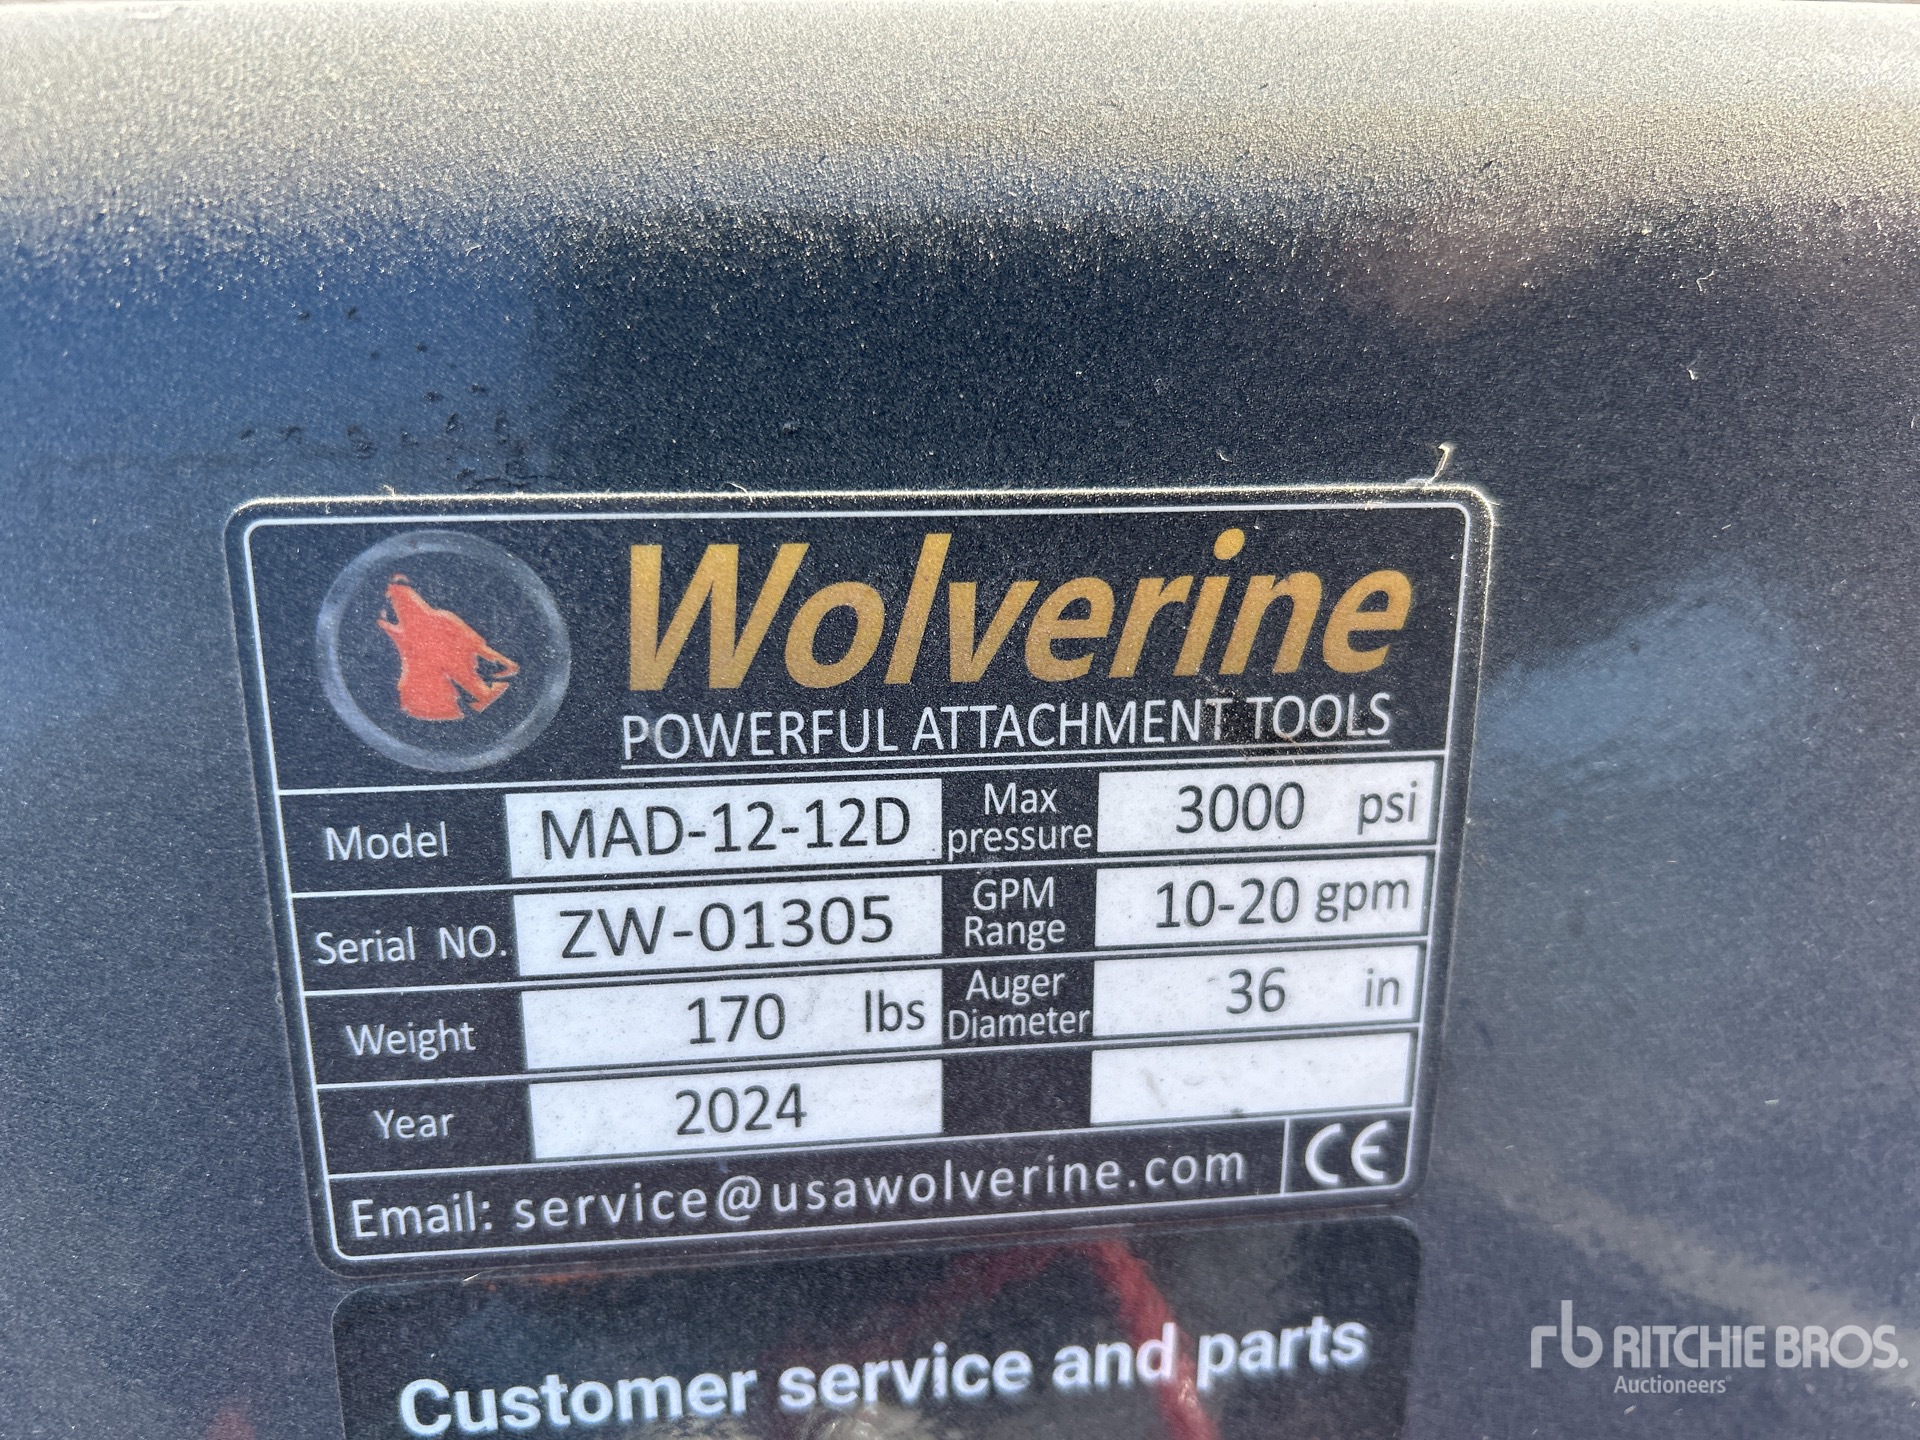 Wolverine
POWERFUL ATTACHMENT TOOLS
Model MAD-12-12D Max pressure 3000 psi
Serial NO. ZW-01305 GPM Range 10-20 gpm
Weight 170 lbs Auger Diameter 36 in
Year 2024
Email: service@usawolverine.com CE
Customer service and parts
rb RITCHIE BROS.
Auctioneers